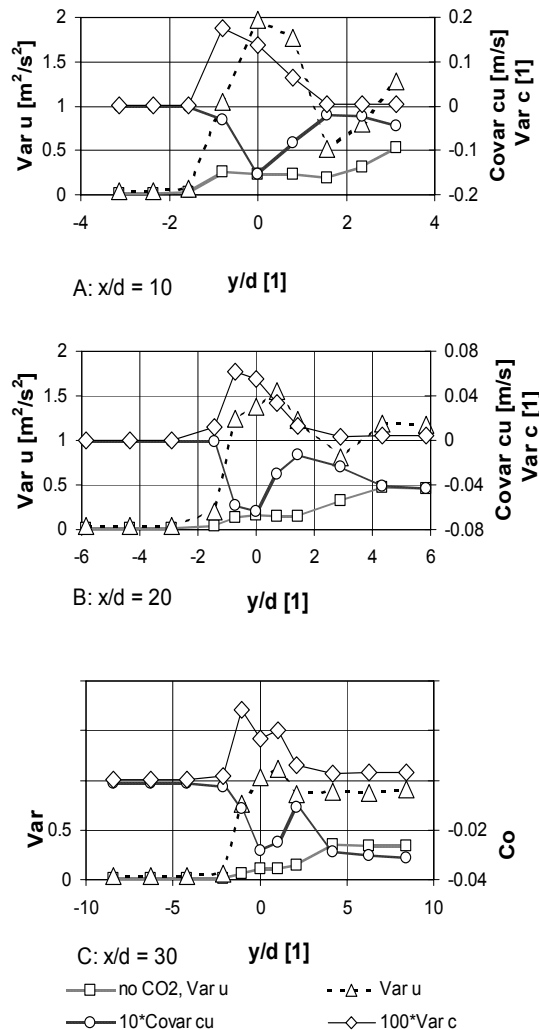 2 0.2
1.5 0.1
1 0
0.5 -0.1
0 -0.2
-4 -2 0 2 4
Var u [m²/s²]
Covar cu [m/s]
Var c [1]
A: x/d = 10 y/d [1]
2 0.08
1.5 0.04
1 0
0.5 -0.04
0 -0.08
-6 -4 -2 0 2 4 6
Var u [m²/s²]
Covar cu [m/s]
Var c [1]
B: x/d = 20 y/d [1]
0.5 -0.02
0 -0.04
-10 -5 0 5 10
Var
Co
C: x/d = 30 y/d [1]
no CO2, Var u Var u
10*Covar cu 100*Var c